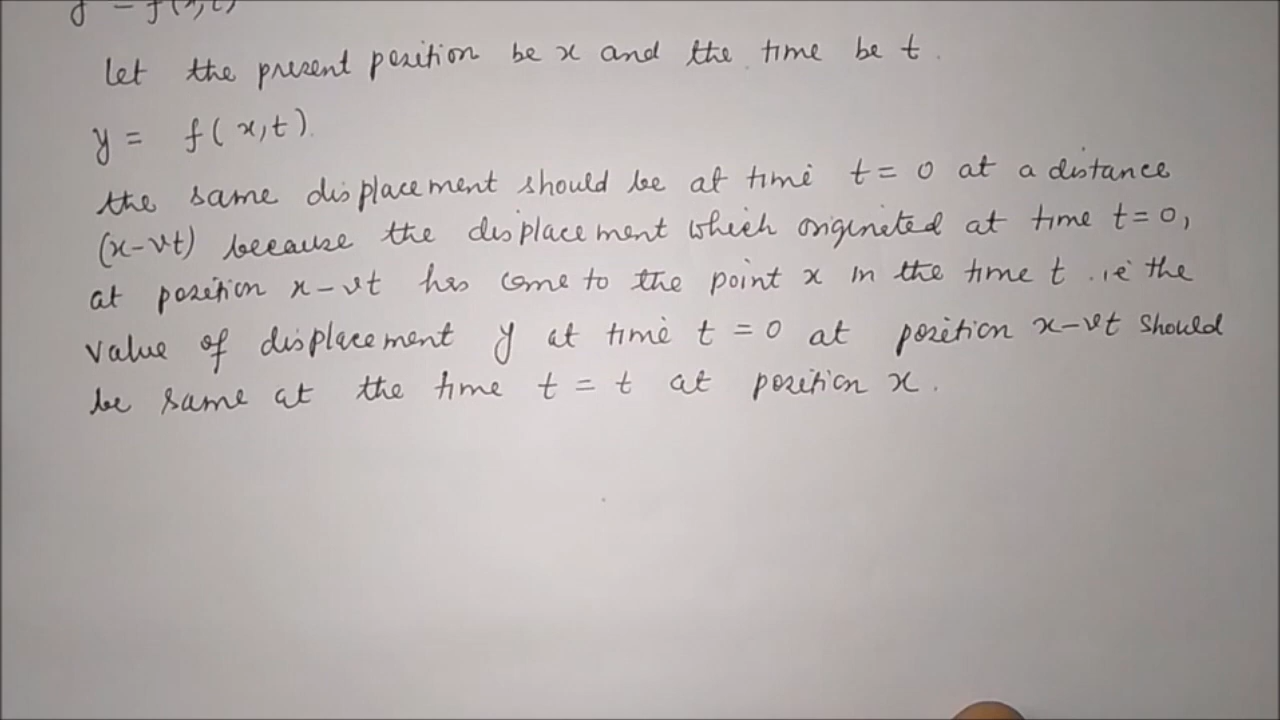 y = f(x,t)
Let the present position be x and the time be t.
y = f(x,t).
the same displacement should be at time t = 0 at a distance
(x-vt) because the displacement which originited at time t=0,
at position x-vt has come to the point x in the time t .ie the
value of displacement y at time t = 0 at position x-vt should
be same at the time t = t at position x.